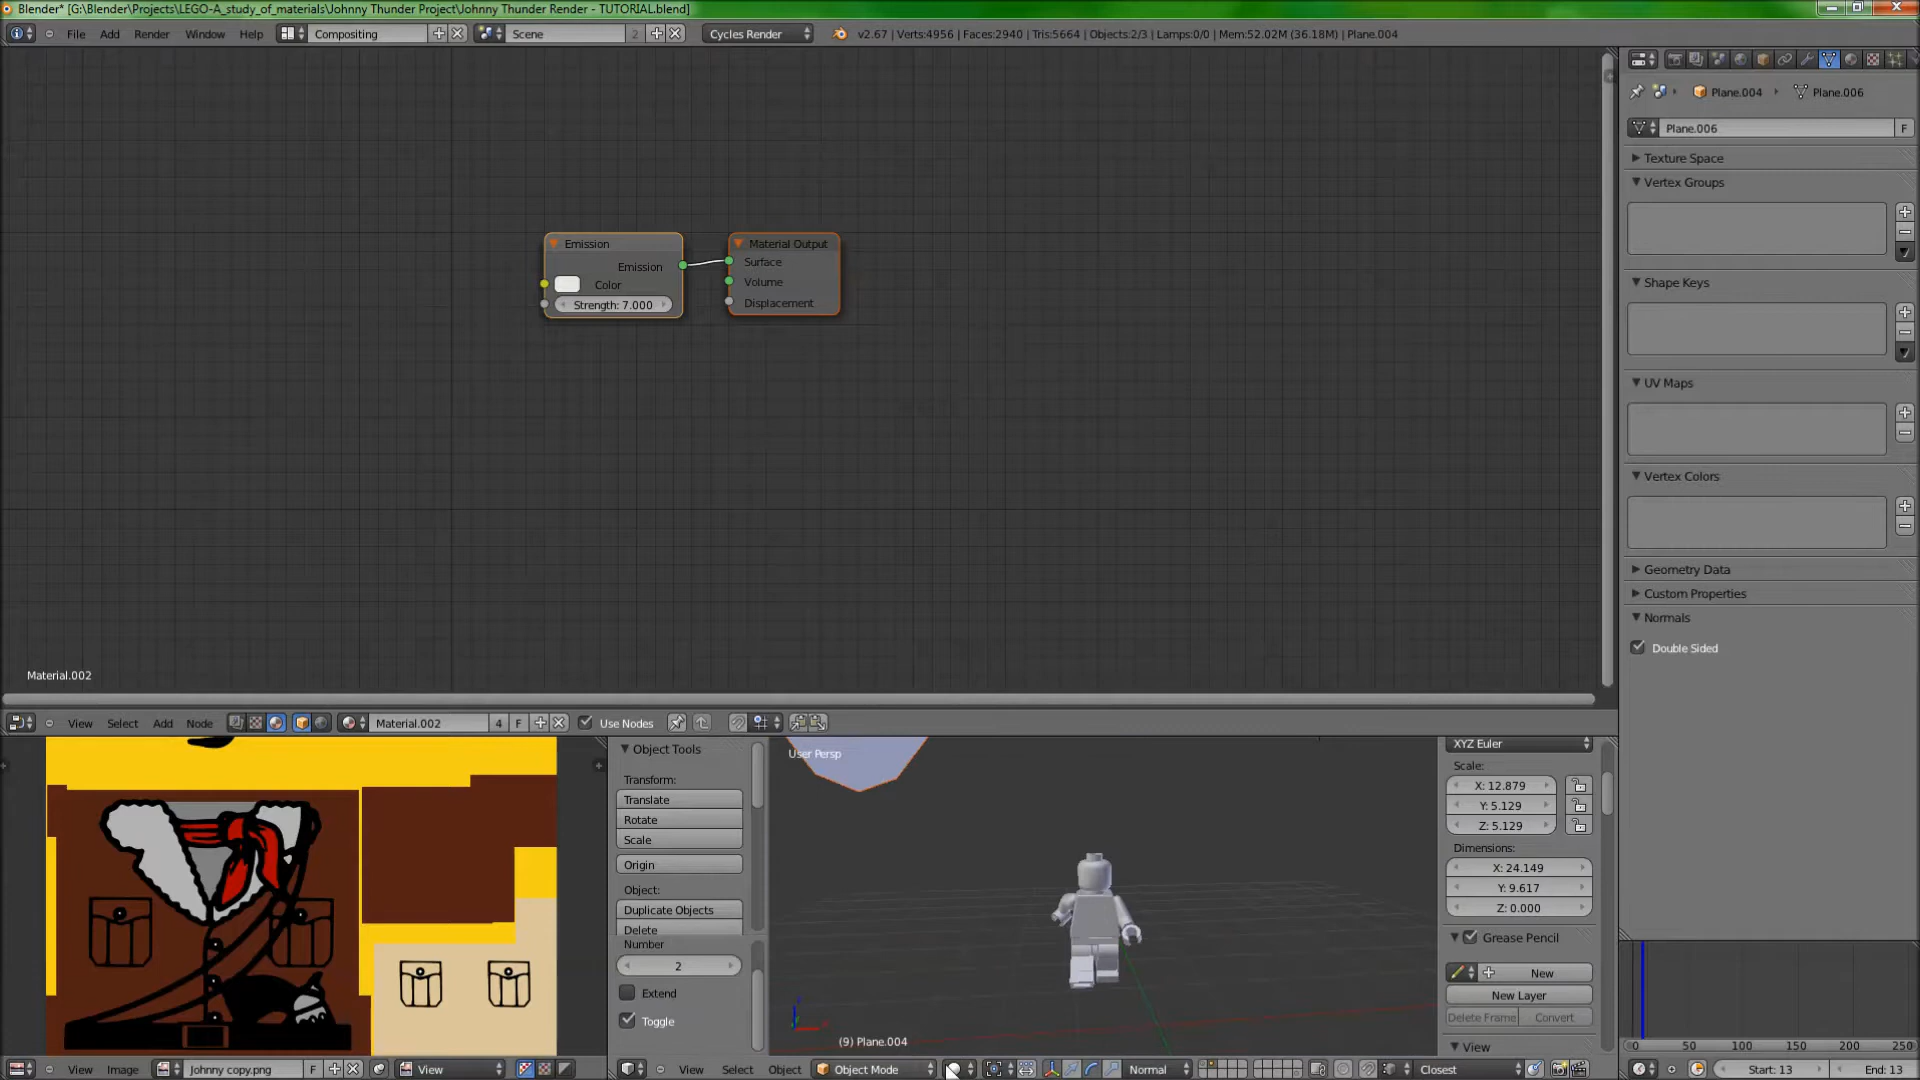 Blender* [G:\Blender\Projects\LEGO-A_study_of_materials\Johnny Thunder Project\Johnny Thunder Render - TUTORIAL.blend]
File Add Render Window Help Compositing Scene 2 Cycles Render v2.67 | Verts:4956 | Faces:2940 | Tris:5664 | Objects:2/3 | Lamps:0/0 | Mem:52.02M (36.18M) | Plane.004
Plane.004 Plane.006
Plane.006 F
Texture Space
Vertex Groups
Shape Keys
UV Maps
Vertex Colors
Geometry Data
Custom Properties
Normals
Double Sided
Emission
Emission
Color
Strength: 7.000
Material Output
Surface
Volume
Displacement
Material.002
View Select Add Node Material.002 4 F Use Nodes
Object Tools
Transform:
Translate
Rotate
Scale
Origin
Object:
Duplicate Objects
Delete
Number
2
Extend
Toggle
User Persp
(9) Plane.004
XYZ Euler
Scale:
X: 12.879
Y: 5.129
Z: 5.129
Dimensions:
X: 24.149
Y: 9.617
Z: 0.000
Grease Pencil
New
New Layer
Delete Frame Convert
View
0 50 100 150 200 250
View Image Johnny copy.png F View
View Select Object Object Mode Normal Closest
Start: 13 End: 13